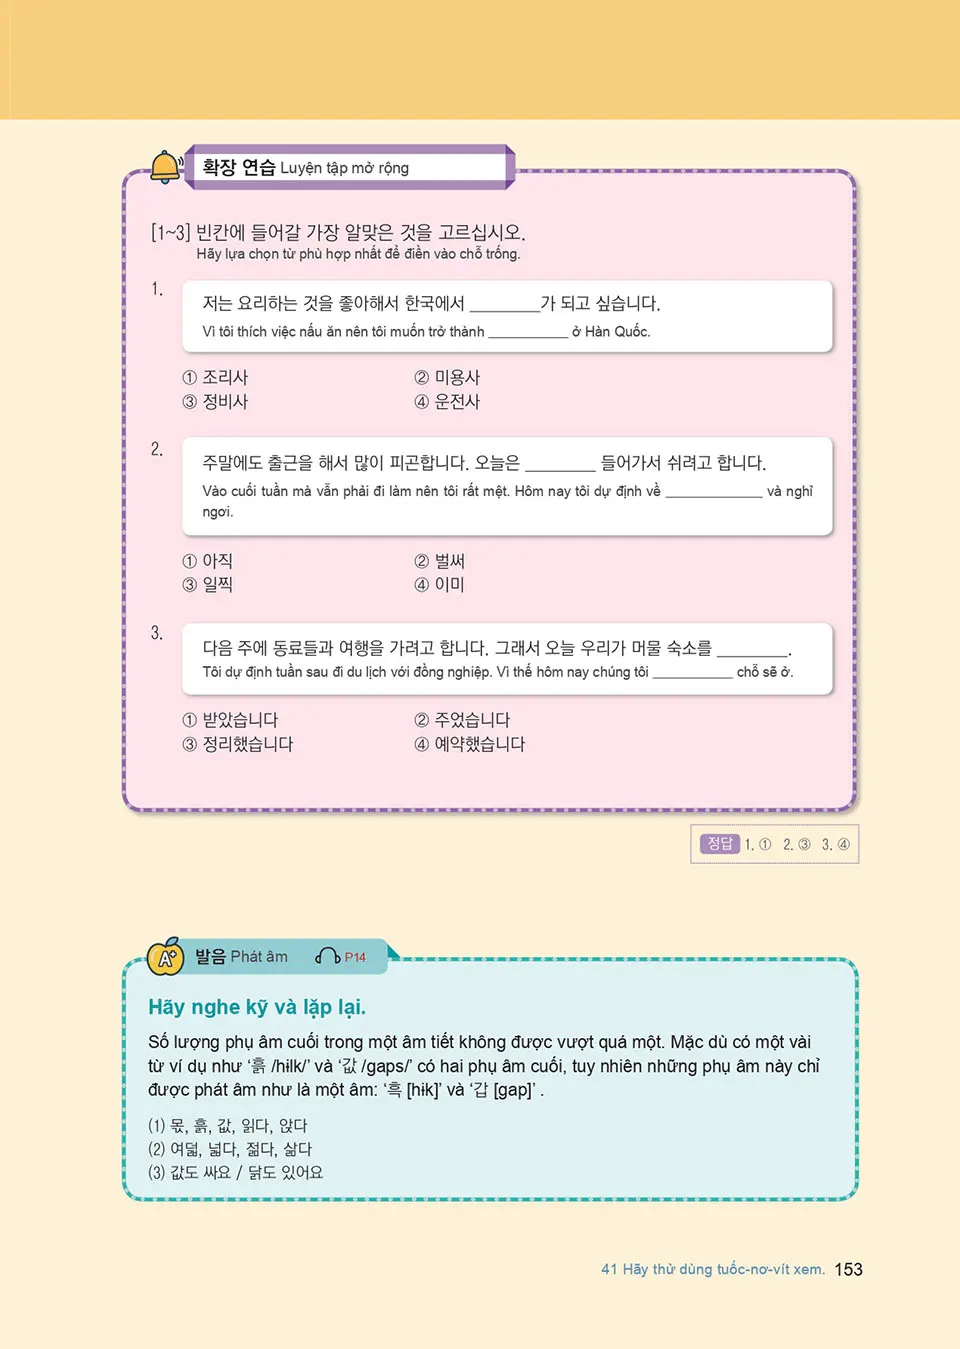 확장 연습 Luyện tập mở rộng
[1~3] 빈칸에 들어갈 가장 알맞은 것을 고르십시오.
Hãy lựa chọn từ phù hợp nhất để điền vào chỗ trống.
1.
저는 요리하는 것을 좋아해서 한국에서 ________가 되고 싶습니다.
Vì tôi thích việc nấu ăn nên tôi muốn trở thành __________ ở Hàn Quốc.
① 조리사 ② 미용사
③ 정비사 ④ 운전사
2.
주말에도 출근을 해서 많이 피곤합니다. 오늘은 ________ 들어가서 쉬려고 합니다.
Vào cuối tuần mà vẫn phải đi làm nên tôi rất mệt. Hôm nay tôi dự định về ____________ và nghỉ
ngơi.
① 아직 ② 벌써
③ 일찍 ④ 이미
3.
다음 주에 동료들과 여행을 가려고 합니다. 그래서 오늘 우리가 머물 숙소를 ________.
Tôi dự định tuần sau đi du lịch với đồng nghiệp. Vì thế hôm nay chúng tôi __________ chỗ sẽ ở.
① 받았습니다 ② 주었습니다
③ 정리했습니다 ④ 예약했습니다
정답 1. ① 2. ③ 3. ④
A+ 발음 Phát âm P14
Hãy nghe kỹ và lặp lại.
Số lượng phụ âm cuối trong một âm tiết không được vượt quá một. Mặc dù có một vài
từ ví dụ như ‘흙 /hɨlk/’ và ‘값 /gaps/’ có hai phụ âm cuối, tuy nhiên những phụ âm này chỉ
được phát âm như là một âm: ‘흑 [hɨk]’ và ‘갑 [gap]’ .
(1) 몫, 흙, 값, 읽다, 앉다
(2) 여덟, 넓다, 젊다, 삶다
(3) 값도 싸요 / 닭도 있어요
41 Hãy thử dùng tuốc-nơ-vít xem. 153